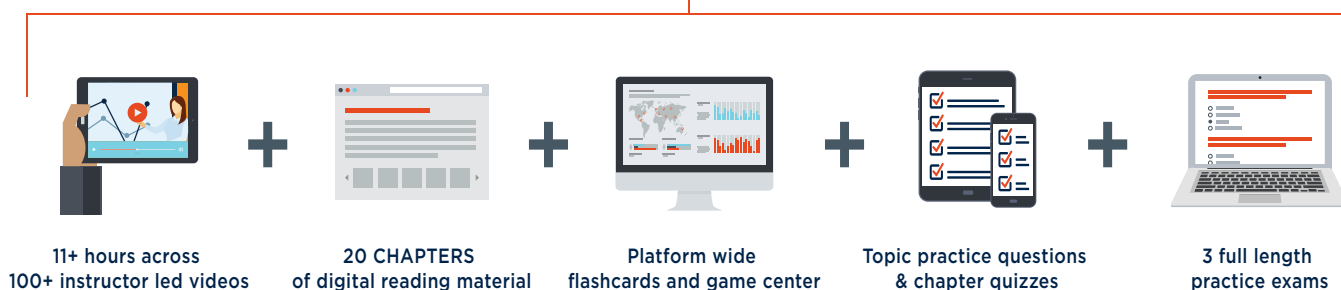 11+ hours across
100+ instructor led videos
20 CHAPTERS
of digital reading material
Platform wide
flashcards and game center
Topic practice questions
& chapter quizzes
3 full length
practice exams